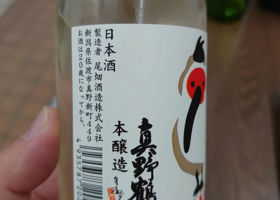 日本酒
製造者 尾畑酒造株式会社
新潟県佐渡市真野新町449
お酒は20歳になってから。
本醸造
真野鶴